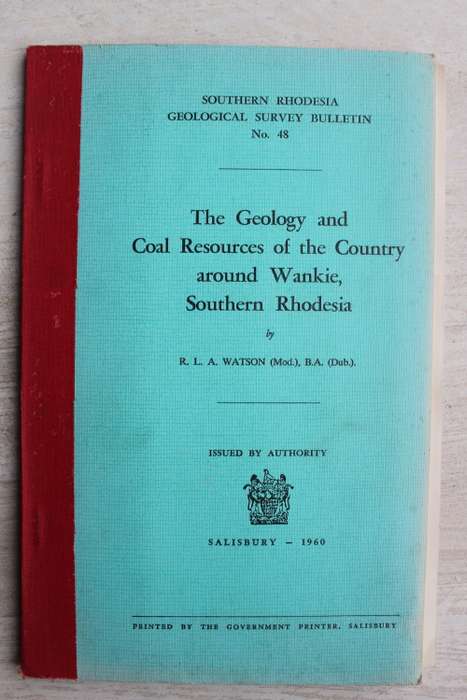 SOUTHERN RHODESIA
GEOLOGICAL SURVEY BULLETIN
No. 48
The Geology and
Coal Resources of the Country
around Wankie,
Southern Rhodesia
by
R. L. A. WATSON (Mod.), B.A. (Dub.).
ISSUED BY AUTHORITY
SALISBURY – 1960
PRINTED BY THE GOVERNMENT PRINTER, SALISBURY